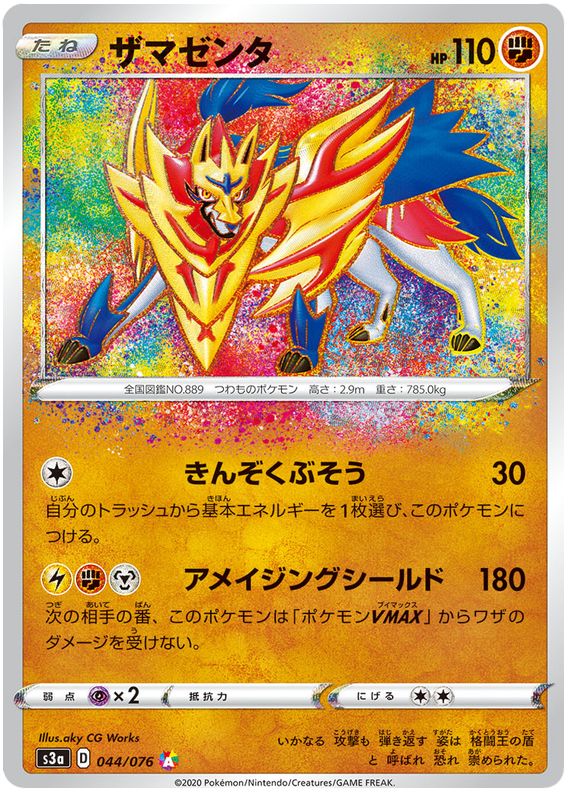 たね ザマゼンタ HP 110
全国図鑑NO.889 つわものポケモン 高さ：2.9m 重さ：785.0kg
きんぞくぶそう 30
自分のトラッシュから基本エネルギーを1枚選び、このポケモンに
つける。
アメイジングシールド 180
次の相手の番、このポケモンは「ポケモンVMAX」からワザの
ダメージを受けない。
弱点 ×2 抵抗力 にげる
Illus.aky CG Works
s3a D 044/076 A
いかなる 攻撃も 弾き返す 姿は 格闘王の盾
と 呼ばれ 恐れ 崇められた。
©2020 Pokémon/Nintendo/Creatures/GAME FREAK.